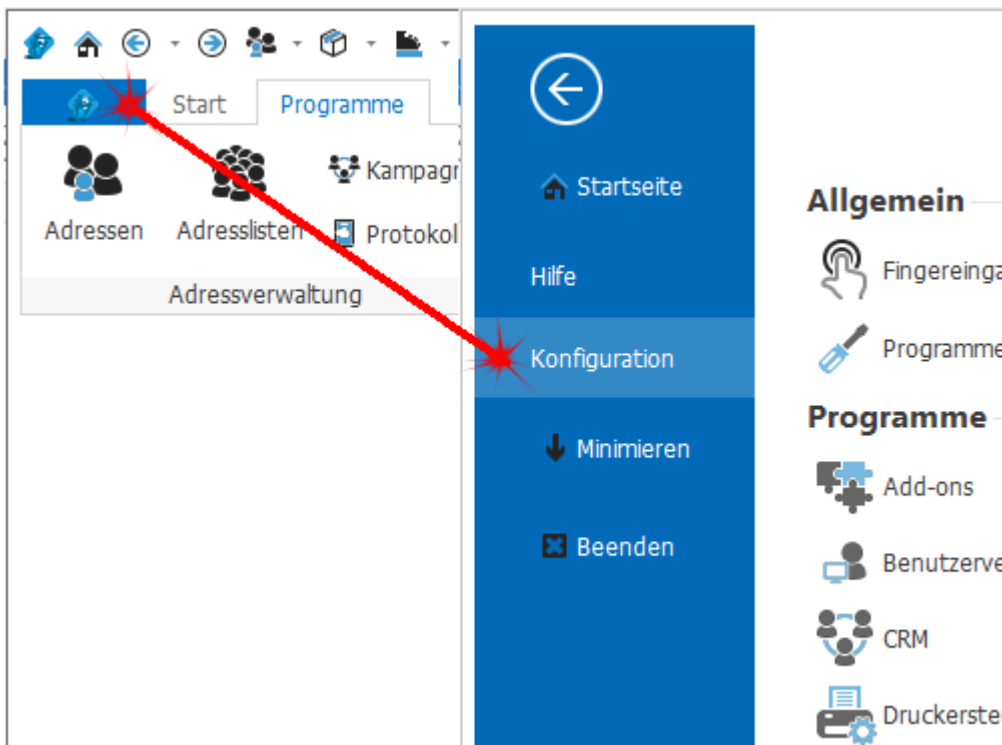 Start
Programme
Adressen
Adresslisten
Kampagr
Protokol
Adressverwaltung
Startseite
Hilfe
Konfiguration
Minimieren
Beenden
Allgemein
Fingereinga
Programme
Programme
Add-ons
Benutzerve
CRM
Druckerste